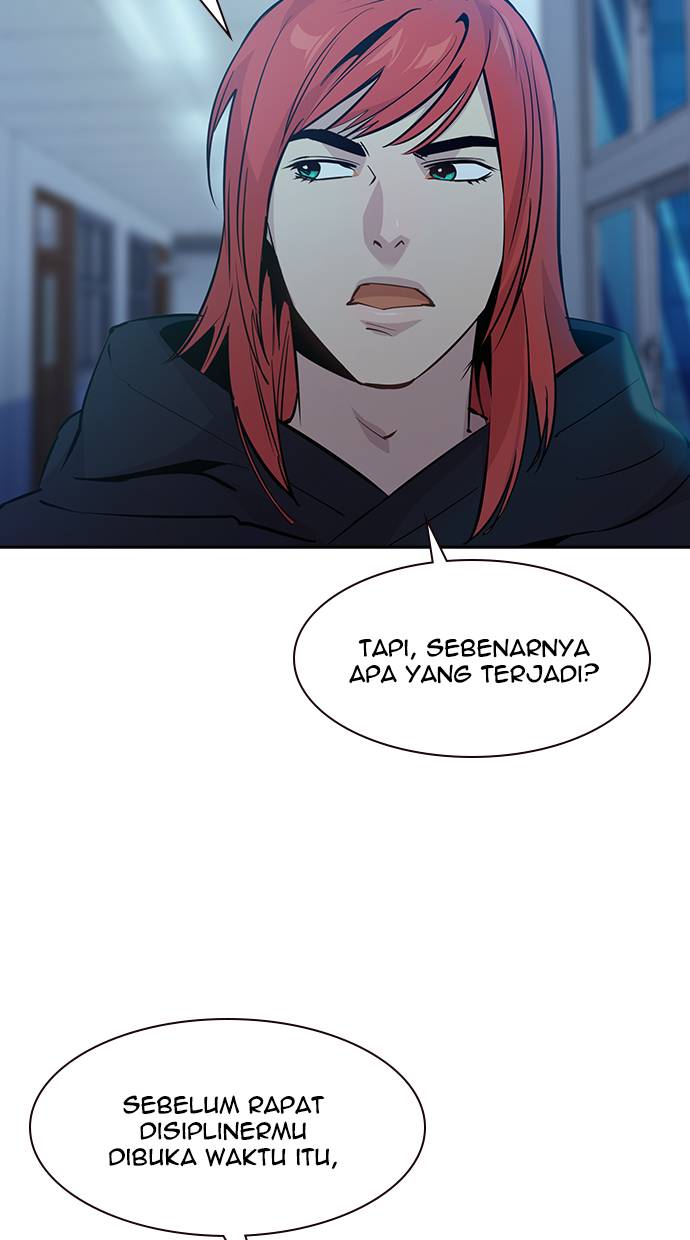 TAPI, SEBENARNYA
APA YANG TERJADI?
SEBELUM RAPAT
DISIPLINERMU
DIBUKA WAKTU ITU,